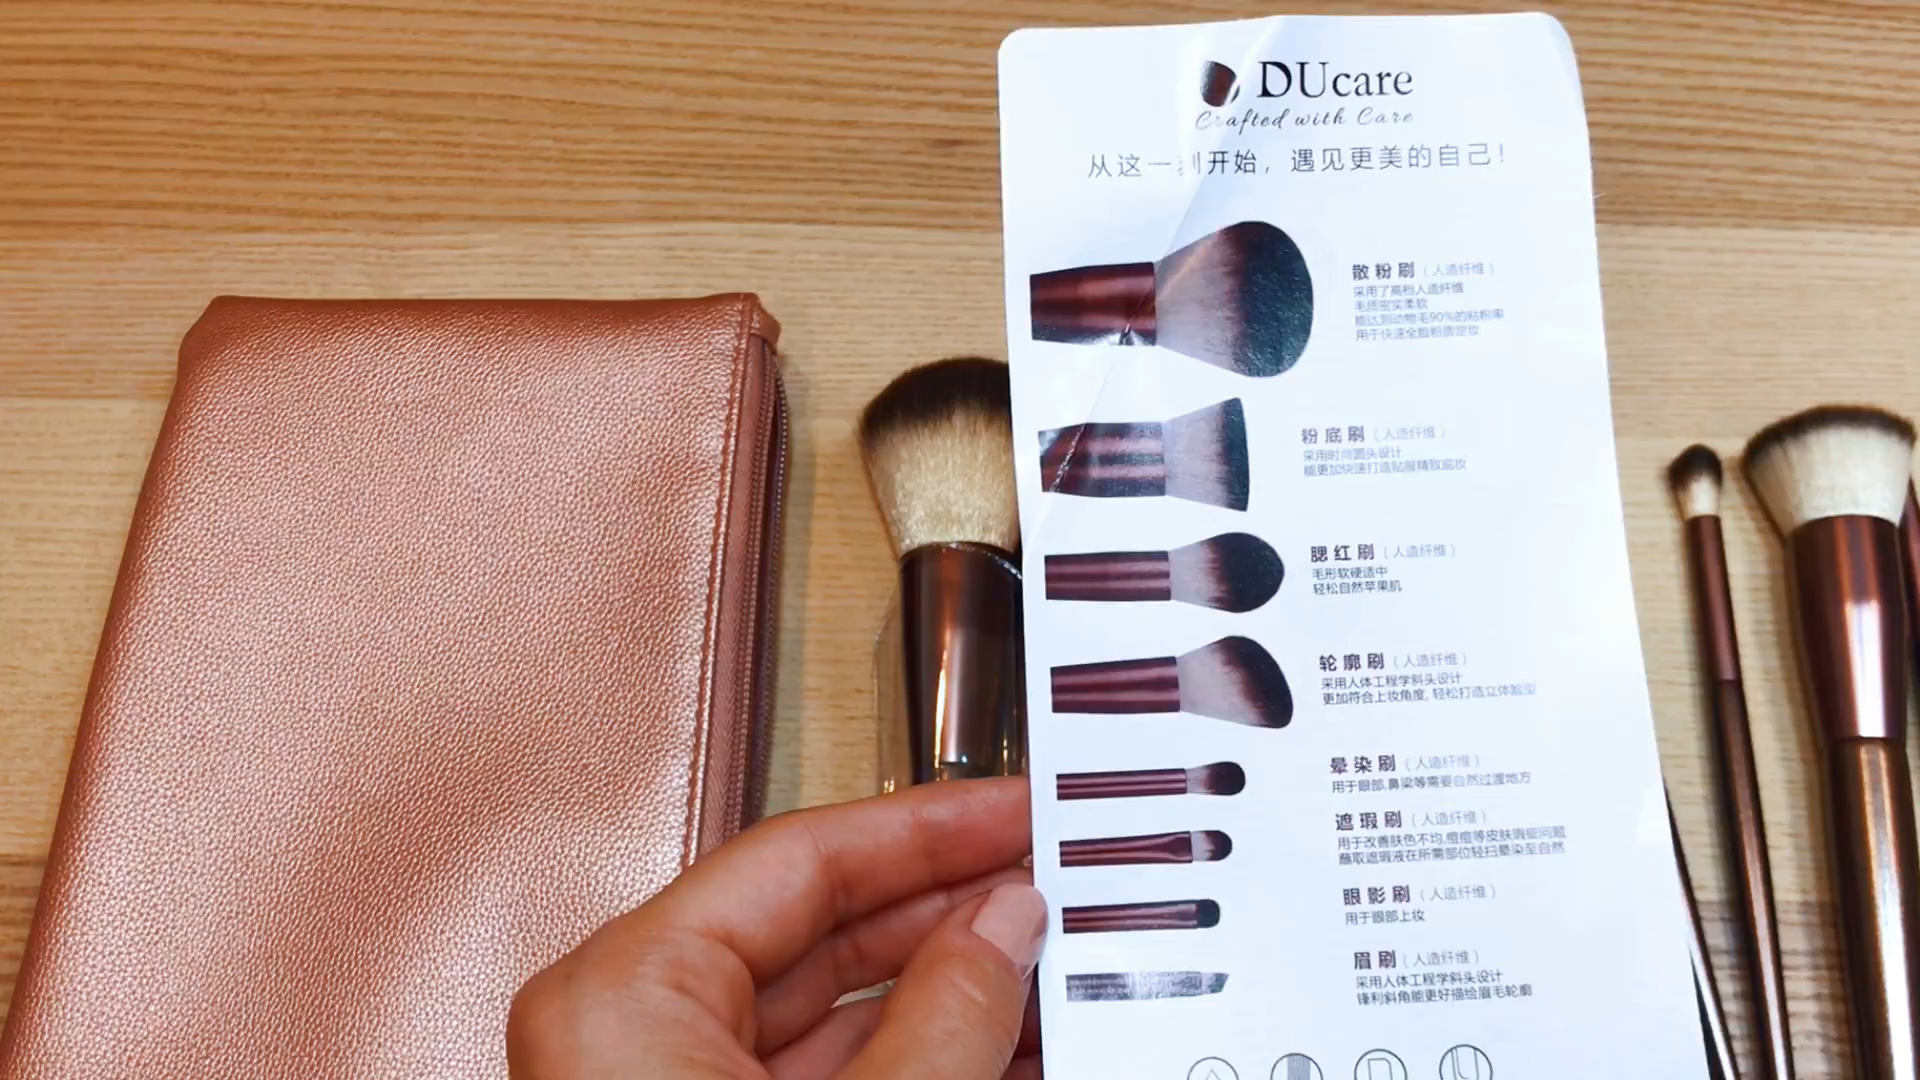 DUcare
Crafted with Care
从这一刻开始，遇见更美的自己！
散粉刷（人造纤维）
采用了高档人造纤维
毛质密实柔软
能达到动物毛90%的粘粉率
用于快速全脸粉质定妆
粉底刷（人造纤维）
采用时尚圆头设计
能更加快速打造贴服精致底妆
腮红刷（人造纤维）
毛形软硬适中
轻松自然苹果肌
轮廓刷（人造纤维）
采用人体工程学斜头设计
更加符合上妆角度, 轻松打造立体脸型
晕染刷（人造纤维）
用于眼部,鼻梁等需要自然过渡地方
遮瑕刷（人造纤维）
用于改善肤色不均,痘痘等皮肤瑕疵问题
蘸取遮瑕液在所需部位轻扫晕染至自然
眼影刷（人造纤维）
用于眼部上妆
眉刷（人造纤维）
采用人体工程学斜头设计
锋利斜角能更好描绘眉毛轮廓